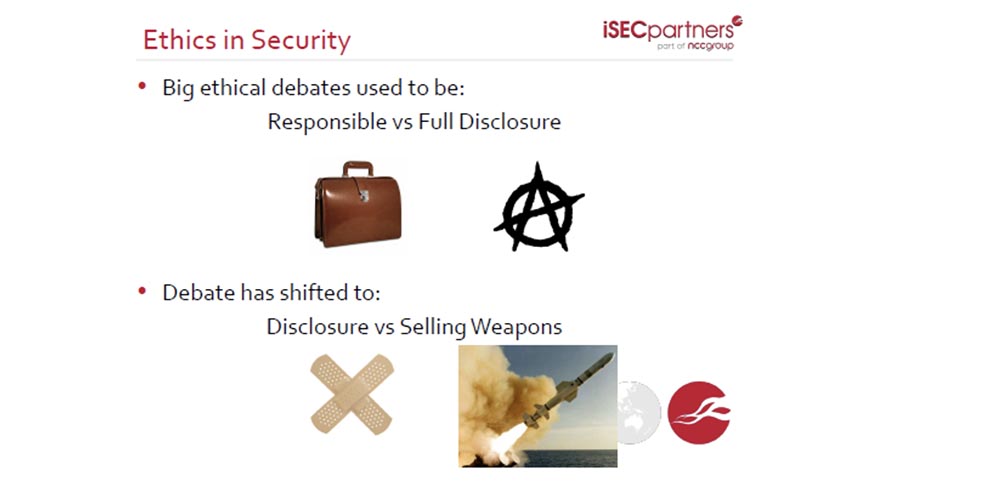 Ethics in Security
iSECpartners
part of nccgroup
• Big ethical debates used to be:
Responsible vs Full Disclosure
• Debate has shifted to:
Disclosure vs Selling Weapons